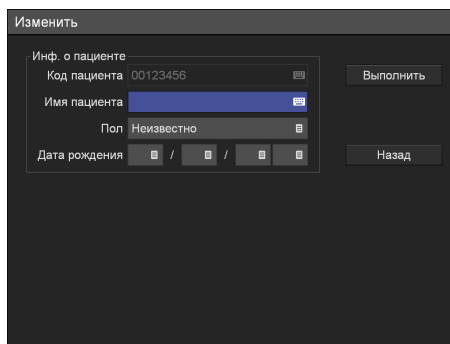 Изменить
Инф. о пациенте
Код пациента 00123456
Выполнить
Имя пациента
Пол Неизвестно
Дата рождения / /
Назад